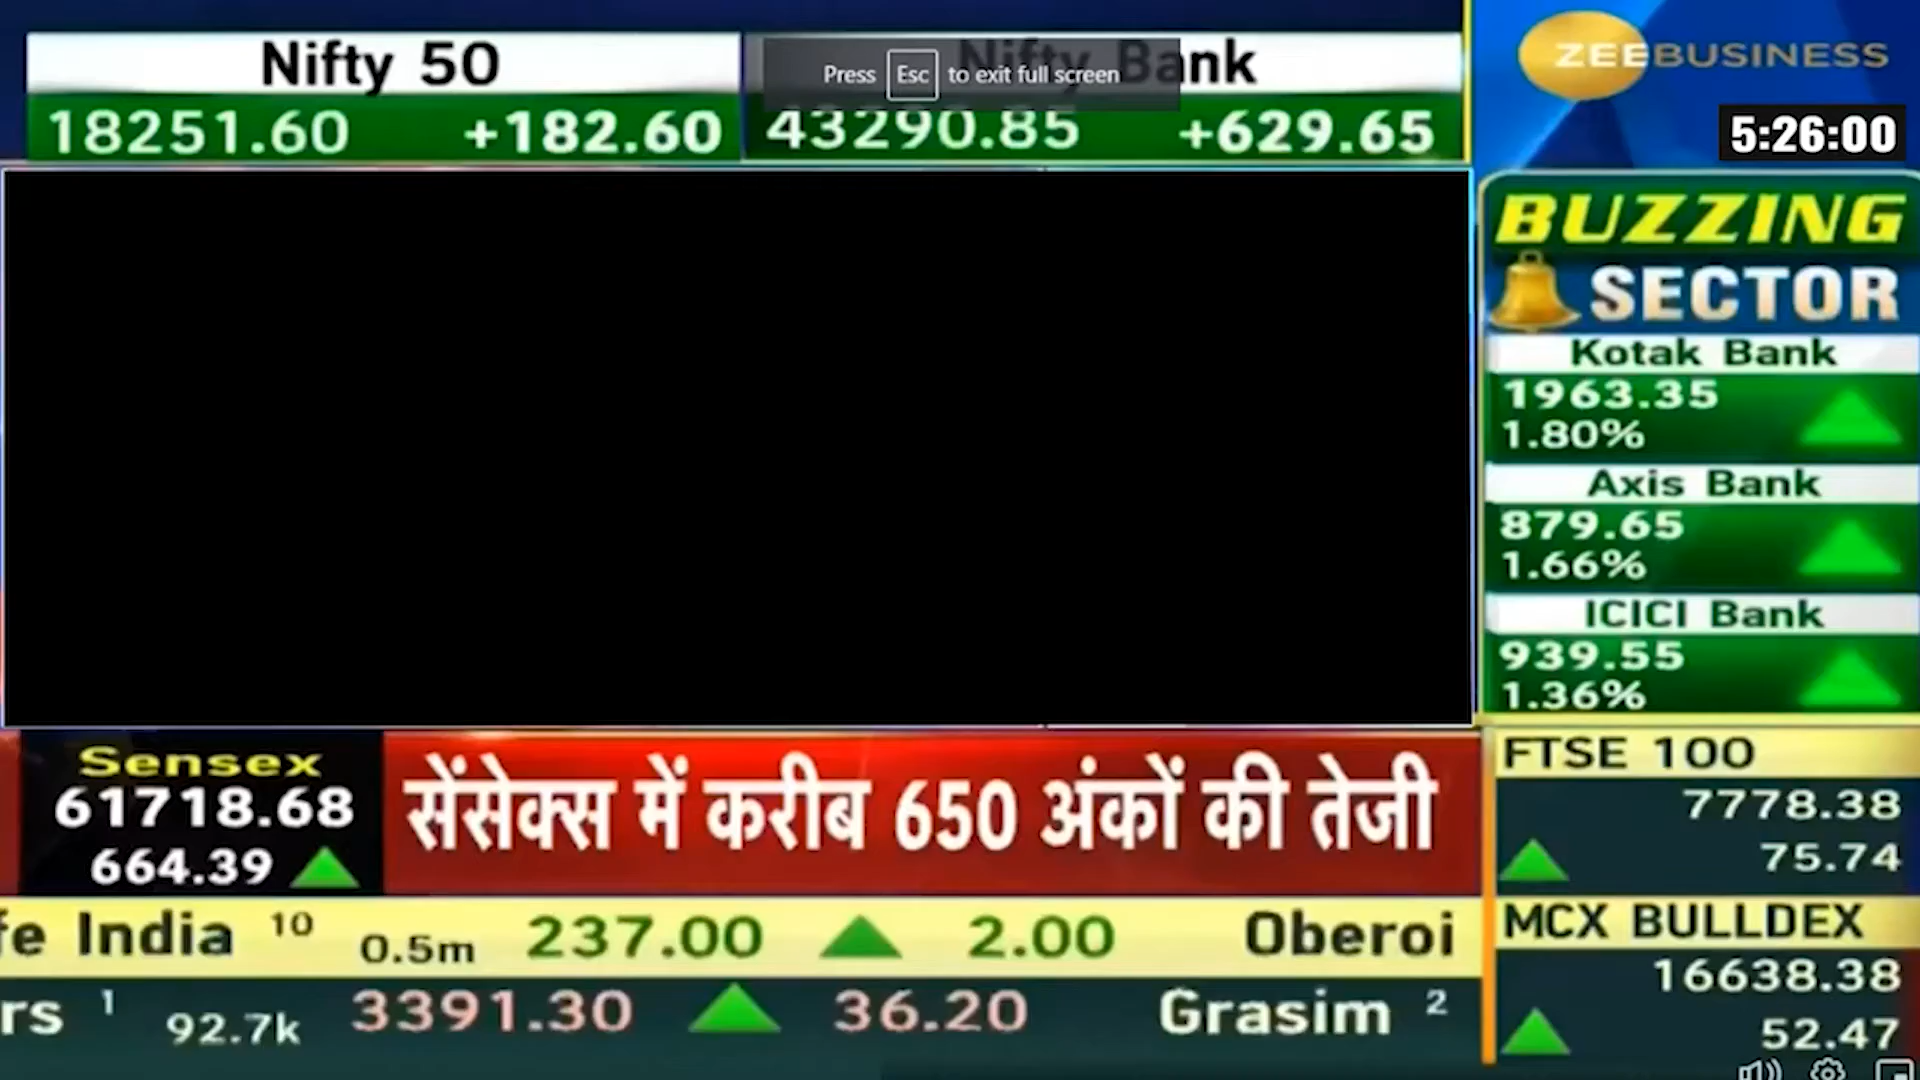 Nifty 50
18251.60 +182.60
Nifty Bank
43290.85 +629.65
Press Esc to exit full screen
ZEEBUSINESS
5:26:00
BUZZING
SECTOR
Kotak Bank
1963.35
1.80%
Axis Bank
879.65
1.66%
ICICI Bank
939.55
1.36%
Sensex
61718.68
664.39
सेंसेक्स में करीब 650 अंकों की तेजी
FTSE 100
7778.38
75.74
MCX BULLDEX
16638.38
52.47
fe India 10 0.5m 237.00 2.00 Oberoi
rs 1 92.7k 3391.30 36.20 Grasim 2